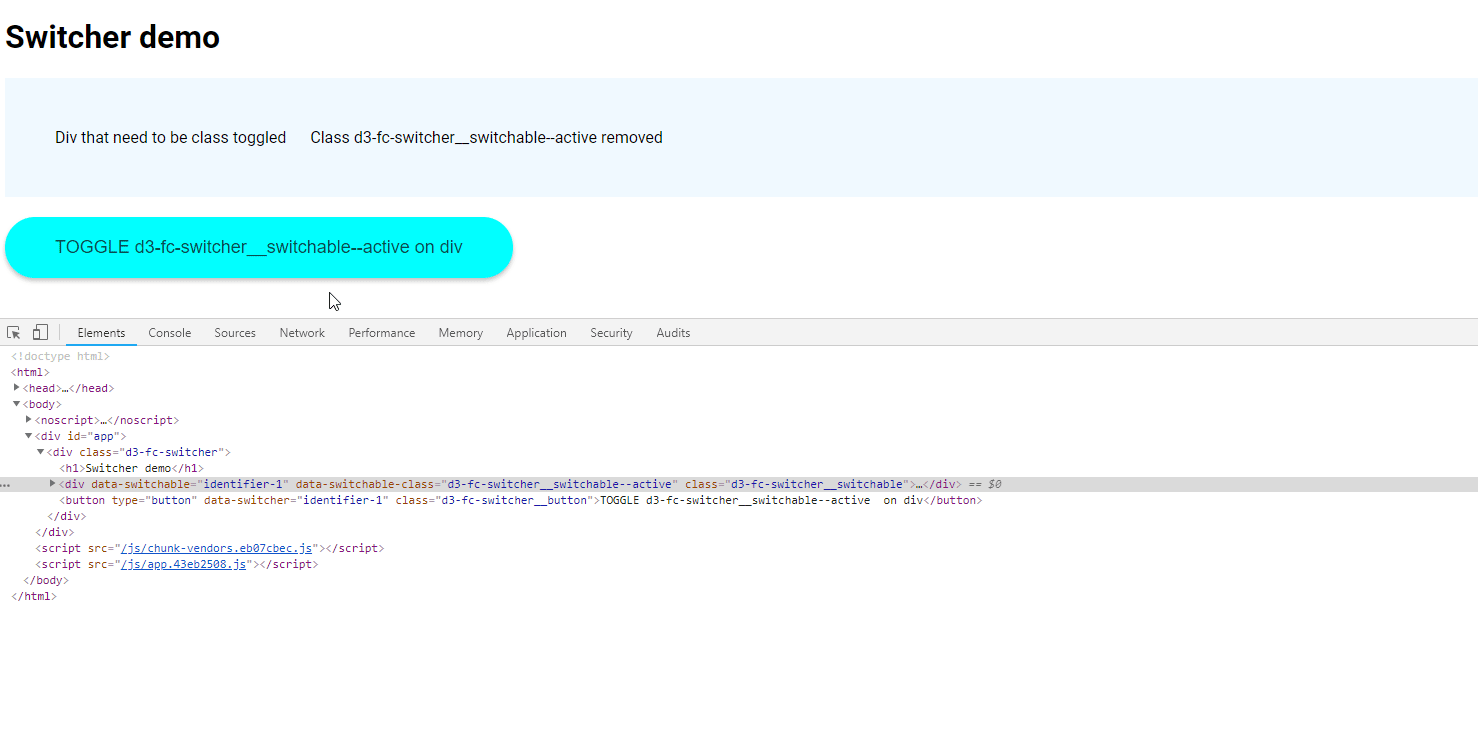 Switcher demo
Div that need to be class toggled Class d3-fc-switcher__switchable--active removed
TOGGLE d3-fc-switcher__switchable--active on div
Elements Console Sources Network Performance Memory Application Security Audits
<!doctype html>
<html>
<head>…</head>
<body>
<noscript>…</noscript>
<div id="app">
<div class="d3-fc-switcher">
<h1>Switcher demo</h1>
… <div data-switchable="identifier-1" data-switchable-class="d3-fc-switcher__switchable--active" class="d3-fc-switcher__switchable">…</div> == $0
<button type="button" data-switcher="identifier-1" class="d3-fc-switcher__button">TOGGLE d3-fc-switcher__switchable--active  on div</button>
</div>
</div>
<script src="/js/chunk-vendors.eb07cbec.js"></script>
<script src="/js/app.43eb2508.js"></script>
</body>
</html>